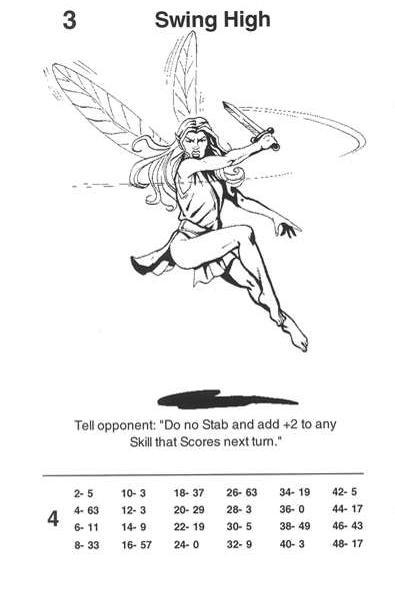 3 Swing High
Tell opponent: "Do no Stab and add +2 to any
Skill that Scores next turn."
2- 5 10- 3 18- 37 26- 63 34- 19 42- 5
4- 63 12- 3 20- 29 28- 3 36- 0 44- 17
4
6- 11 14- 9 22- 19 30- 5 38- 49 46- 43
8- 33 16- 57 24- 0 32- 9 40- 3 48- 17